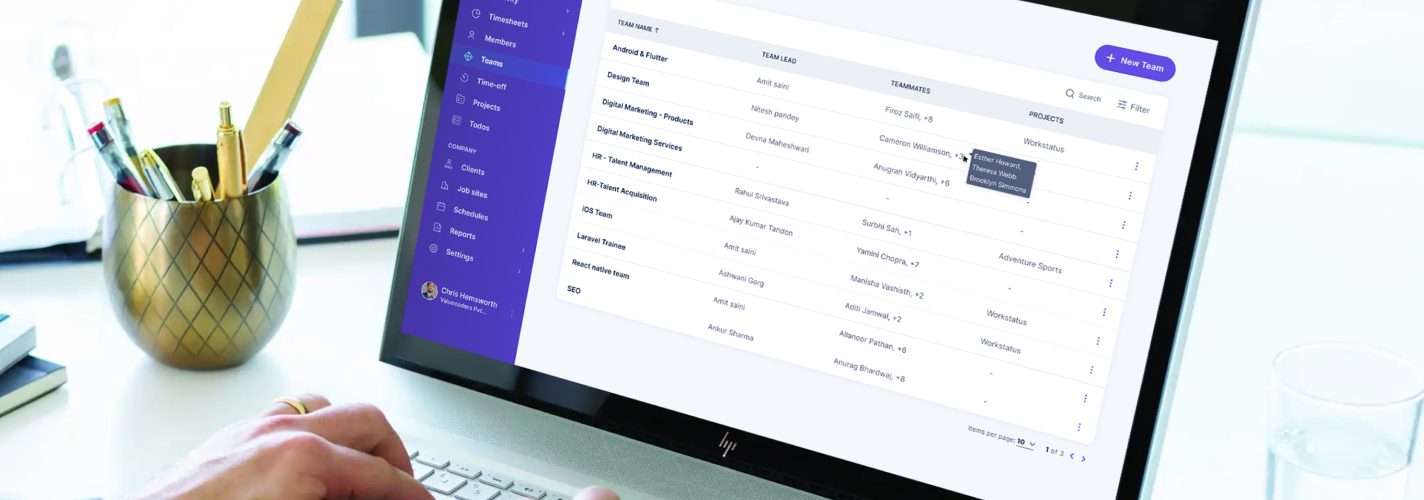 Timesheets
Members
Teams
Time-off
Projects
Todos
COMPANY
Clients
Job sites
Schedules
Reports
Settings
Chris Hemsworth
Valuecoders Pvt...
+ New Team
Search
Filter
TEAM NAME ↑ TEAM LEAD TEAMMATES PROJECTS
Android & Flutter Amit saini Firoz Saifi, +8 Workstatus
Design Team Nitesh pandey Cameron Williamson, +3
Esther Howard,
Theresa Webb
Brooklyn Simmons
Digital Marketing - Products Devna Maheshwari Anugrah Vidyarthi, +6 -
Digital Marketing Services - - -
HR - Talent Management Rahul Srivastava Surbhi Sah, +1 Adventure Sports
HR-Talent Acquisition Ajay Kumar Tandon Yamini Chopra, +7 -
iOS Team Amit saini Manisha Vashisth, +2 Workstatus
Laravel Trainee Ashwani Garg Aditi Jamwal, +2 Workstatus
React native team Amit saini Allanoor Pathan, +6 -
SEO Ankur Sharma Anurag Bhardwaj, +8 -
Items per page: 10 1 of 3
hp